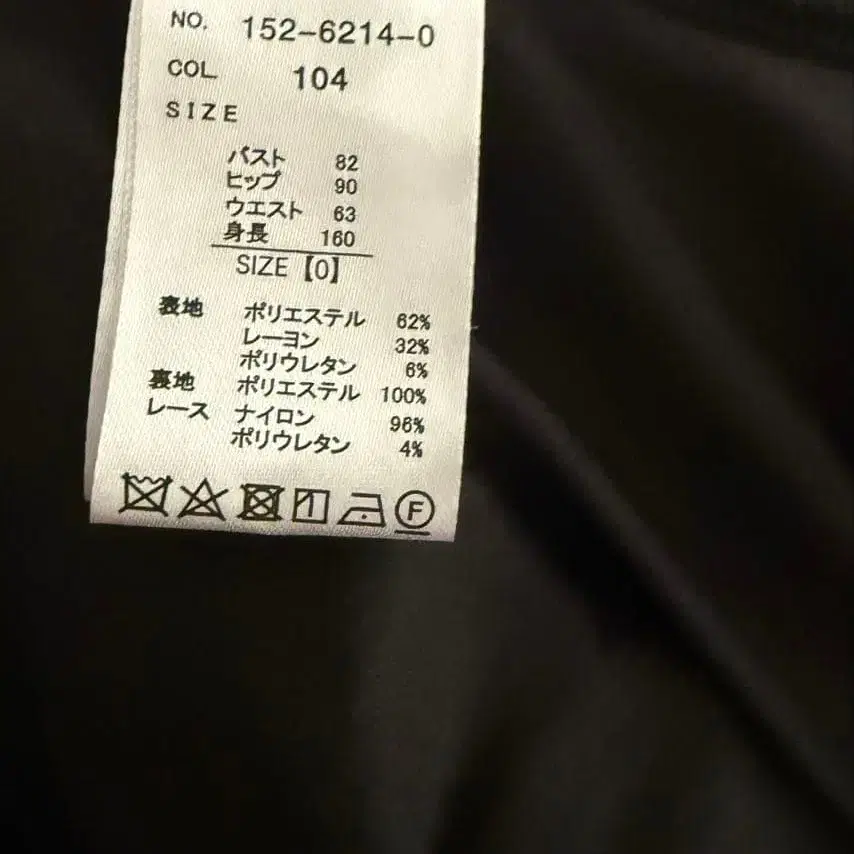 NO. 152-6214-0
COL 104
SIZE
バスト 82
ヒップ 90
ウエスト 63
身長 160
SIZE【0】
表地 ポリエステル 62%
レーヨン 32%
ポリウレタン 6%
裏地 ポリエステル 100%
レース ナイロン 96%
ポリウレタン 4%
F